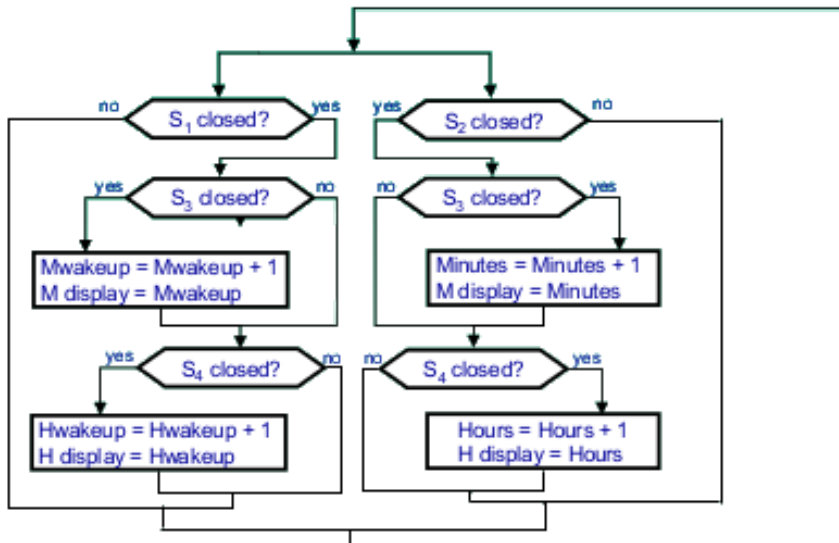 no
S1 closed?
yes
yes
S2 closed?
no
yes
S3 closed?
no
no
S3 closed?
yes
Mwakeup = Mwakeup + 1
M display = Mwakeup
Minutes = Minutes + 1
M display = Minutes
yes
S4 closed?
no
no
S4 closed?
yes
Hwakeup = Hwakeup + 1
H display = Hwakeup
Hours = Hours + 1
H display = Hours